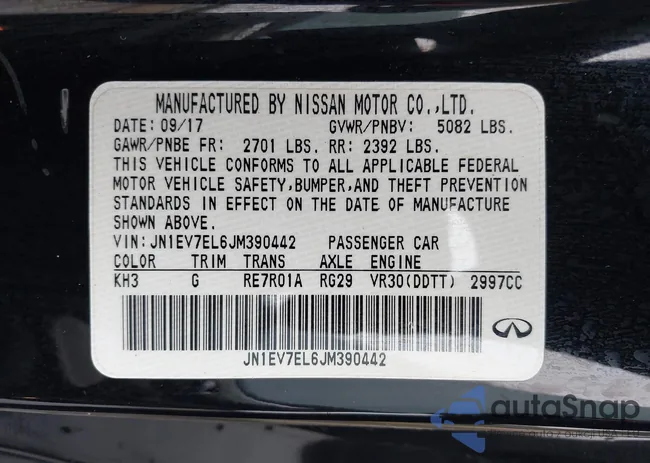 MANUFACTURED BY NISSAN MOTOR CO.,LTD.
DATE: 09/17 GVWR/PNBV: 5082 LBS.
GAWR/PNBE FR: 2701 LBS. RR: 2392 LBS.
THIS VEHICLE CONFORMS TO ALL APPLICABLE FEDERAL
MOTOR VEHICLE SAFETY,BUMPER,AND THEFT PREVENTION
STANDARDS IN EFFECT ON THE DATE OF MANUFACTURE
SHOWN ABOVE.
VIN: JN1EV7EL6JM390442 PASSENGER CAR
COLOR TRIM TRANS AXLE ENGINE
KH3 G RE7R01A RG29 VR30(DDTT) 2997CC
JN1EV7EL6JM390442
autaSnap